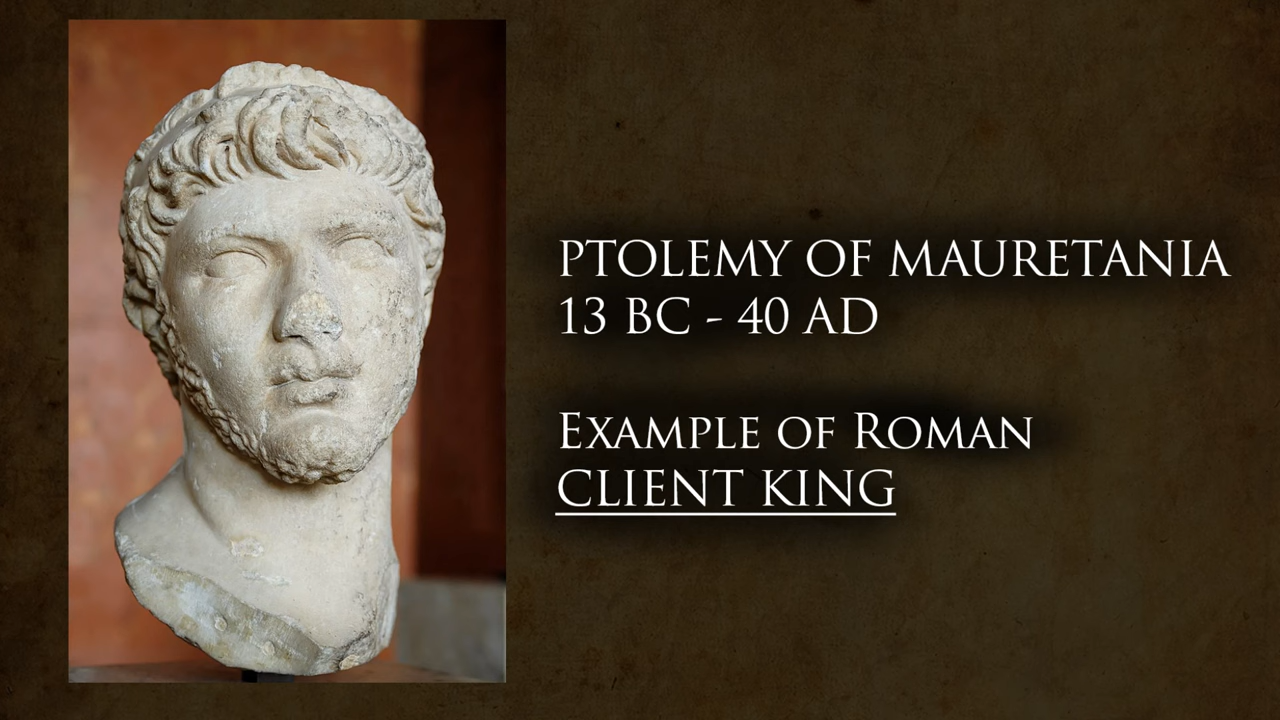 PTOLEMY OF MAURETANIA
13 BC - 40 AD
EXAMPLE OF ROMAN
CLIENT KING